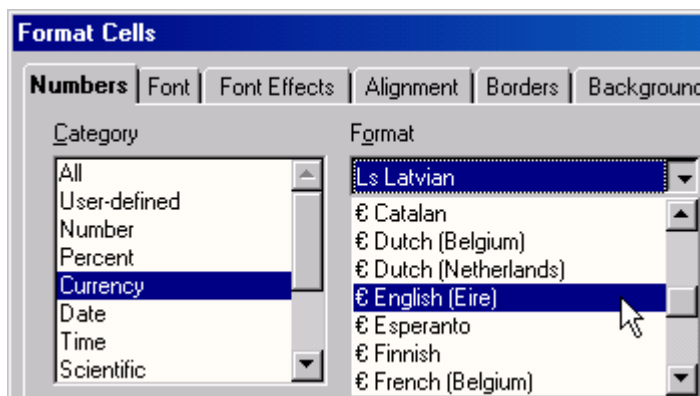 Format Cells
Numbers Font Font Effects Alignment Borders Background
Category
All
User-defined
Number
Percent
Currency
Date
Time
Scientific
Format
Ls Latvian
€ Catalan
€ Dutch (Belgium)
€ Dutch (Netherlands)
€ English (Eire)
€ Esperanto
€ Finnish
€ French (Belgium)